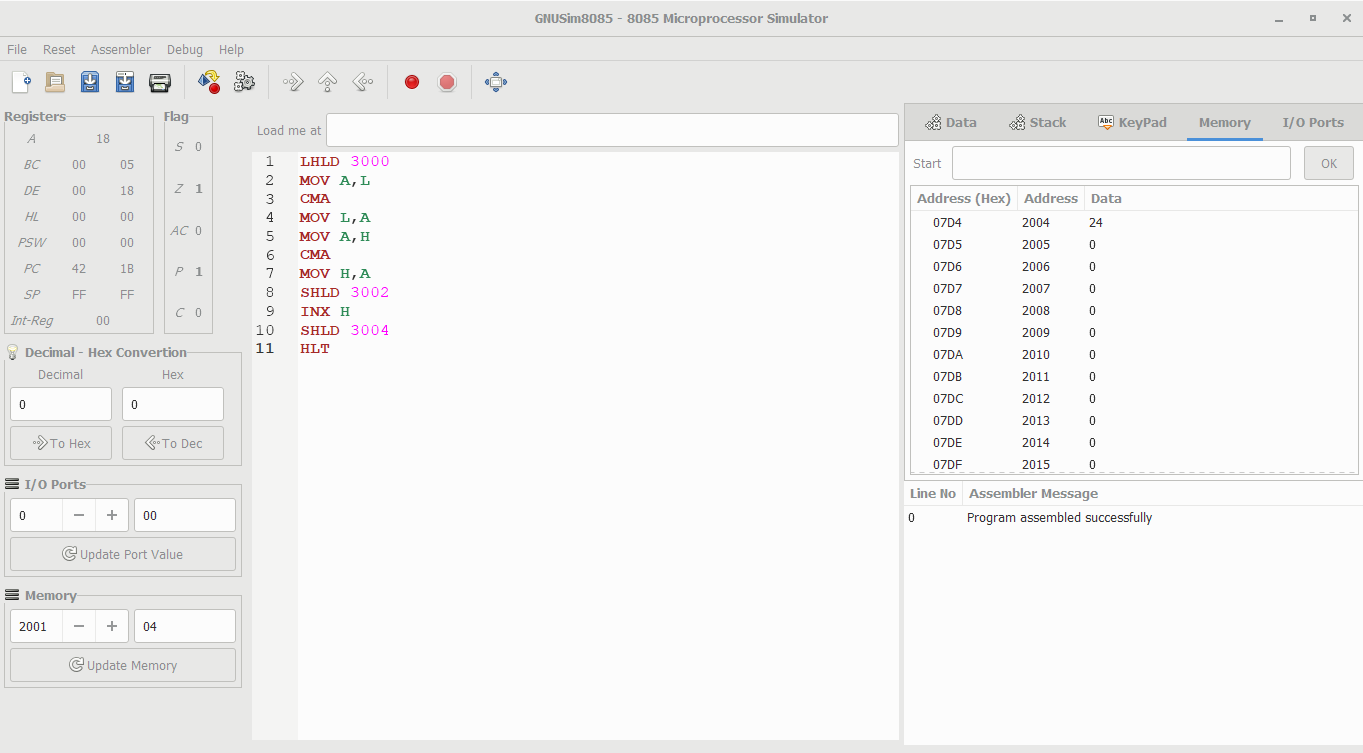 GNUSim8085 - 8085 Microprocessor Simulator
File Reset Assembler Debug Help
Registers
A 18
BC 00 05
DE 00 18
HL 00 00
PSW 00 00
PC 42 1B
SP FF FF
Int-Reg 00
Flag
S 0
Z 1
AC 0
P 1
C 0
Decimal - Hex Convertion
Decimal Hex
0 0
To Hex To Dec
I/O Ports
0 − + 00
Update Port Value
Memory
2001 − + 04
Update Memory
Load me at
1 LHLD 3000
2 MOV A,L
3 CMA
4 MOV L,A
5 MOV A,H
6 CMA
7 MOV H,A
8 SHLD 3002
9 INX H
10 SHLD 3004
11 HLT
Data Stack Abc KeyPad Memory I/O Ports
Start OK
Address (Hex) Address Data
07D4 2004 24
07D5 2005 0
07D6 2006 0
07D7 2007 0
07D8 2008 0
07D9 2009 0
07DA 2010 0
07DB 2011 0
07DC 2012 0
07DD 2013 0
07DE 2014 0
07DF 2015 0
Line No Assembler Message
0 Program assembled successfully